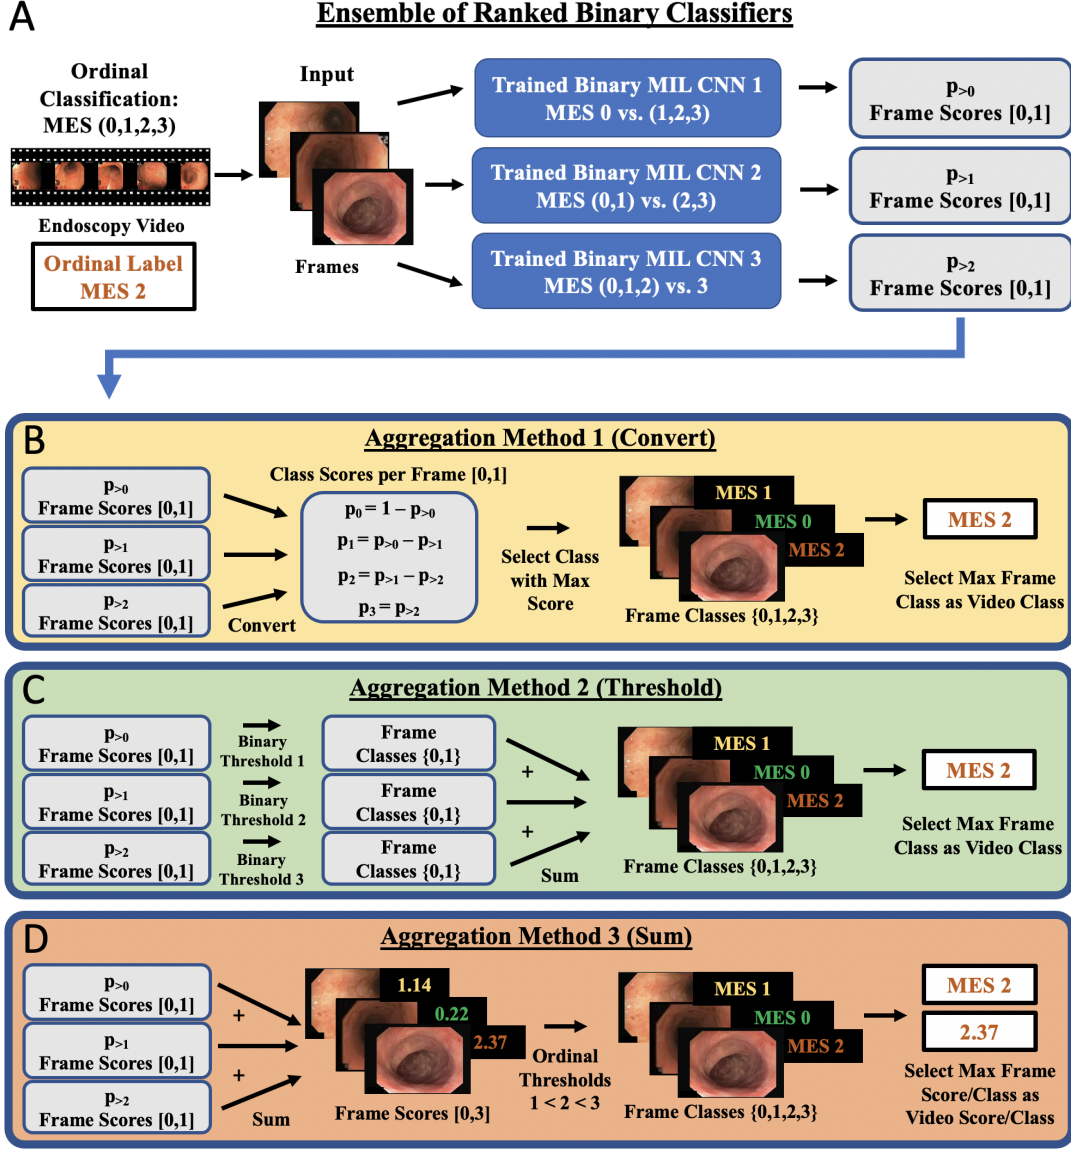 A
Ensemble of Ranked Binary Classifiers
Ordinal
Classification:
MES (0,1,2,3)
Endoscopy Video
Ordinal Label
MES 2
Input
Frames
Trained Binary MIL CNN 1
MES 0 vs. (1,2,3)
Trained Binary MIL CNN 2
MES (0,1) vs. (2,3)
Trained Binary MIL CNN 3
MES (0,1,2) vs. 3
p>0
Frame Scores [0,1]
p>1
Frame Scores [0,1]
p>2
Frame Scores [0,1]
B
Aggregation Method 1 (Convert)
p>0
Frame Scores [0,1]
p>1
Frame Scores [0,1]
p>2
Frame Scores [0,1]
Convert
Class Scores per Frame [0,1]
p0 = 1 – p>0
p1 = p>0 – p>1
p2 = p>1 – p>2
p3 = p>2
Select Class
with Max
Score
MES 1
MES 0
MES 2
Frame Classes {0,1,2,3}
MES 2
Select Max Frame
Class as Video Class
C
Aggregation Method 2 (Threshold)
p>0
Frame Scores [0,1]
p>1
Frame Scores [0,1]
p>2
Frame Scores [0,1]
Binary
Threshold 1
Binary
Threshold 2
Binary
Threshold 3
Frame
Classes {0,1}
Frame
Classes {0,1}
Frame
Classes {0,1}
+
+
Sum
MES 1
MES 0
MES 2
Frame Classes {0,1,2,3}
MES 2
Select Max Frame
Class as Video Class
D
Aggregation Method 3 (Sum)
p>0
Frame Scores [0,1]
p>1
Frame Scores [0,1]
p>2
Frame Scores [0,1]
+
+
Sum
1.14
0.22
2.37
Frame Scores [0,3]
Ordinal
Thresholds
1 < 2 < 3
MES 1
MES 0
MES 2
Frame Classes {0,1,2,3}
MES 2
2.37
Select Max Frame
Score/Class as
Video Score/Class